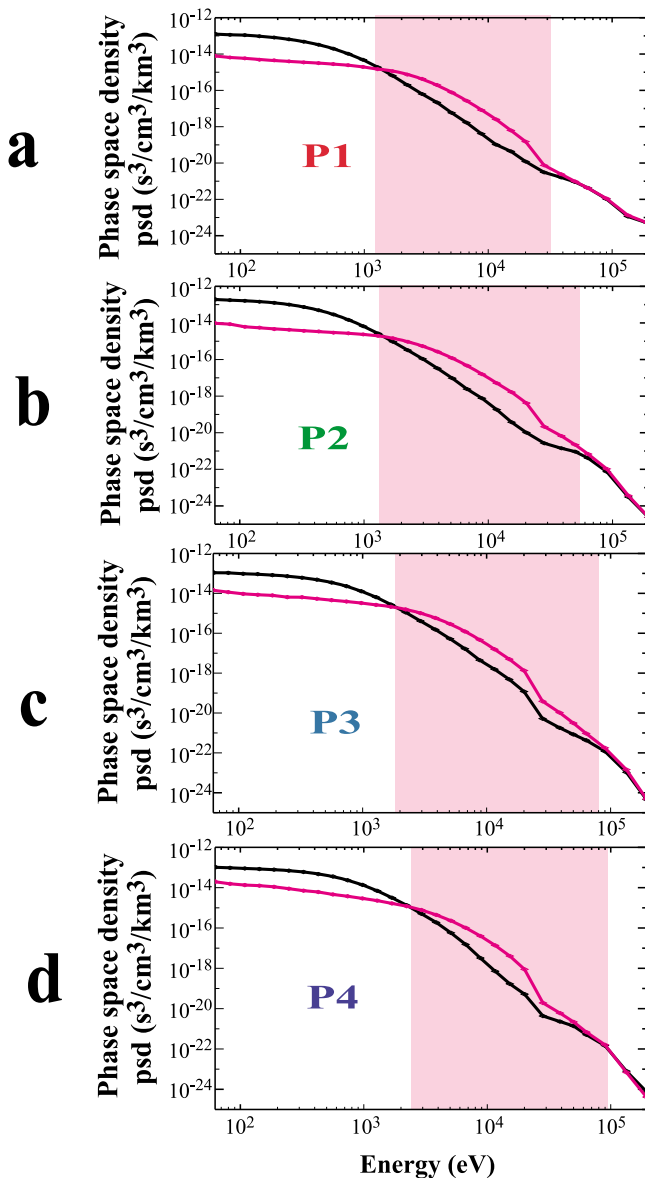 a
Phase space density
psd (s³/cm³/km³)
10⁻¹²
10⁻¹⁴
10⁻¹⁶
10⁻¹⁸
10⁻²⁰
10⁻²²
10⁻²⁴
P1
10² 10³ 10⁴ 10⁵
b
Phase space density
psd (s³/cm³/km³)
10⁻¹²
10⁻¹⁴
10⁻¹⁶
10⁻¹⁸
10⁻²⁰
10⁻²²
10⁻²⁴
P2
10² 10³ 10⁴ 10⁵
c
Phase space density
psd (s³/cm³/km³)
10⁻¹²
10⁻¹⁴
10⁻¹⁶
10⁻¹⁸
10⁻²⁰
10⁻²²
10⁻²⁴
P3
10² 10³ 10⁴ 10⁵
d
Phase space density
psd (s³/cm³/km³)
10⁻¹²
10⁻¹⁴
10⁻¹⁶
10⁻¹⁸
10⁻²⁰
10⁻²²
10⁻²⁴
P4
10² 10³ 10⁴ 10⁵
Energy (eV)